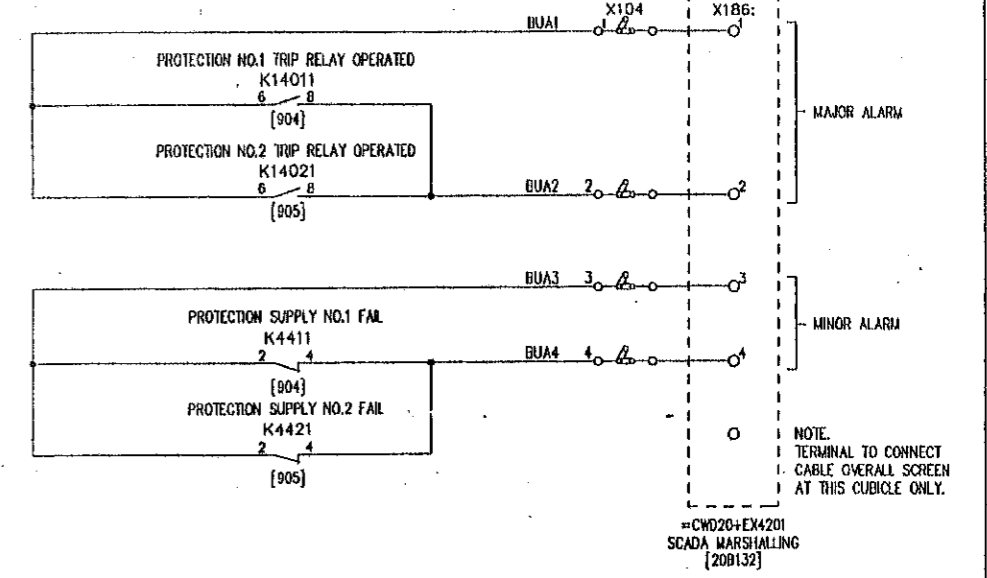 X104 X186:
BUA1 1 1
PROTECTION NO.1 TRIP RELAY OPERATED
K14011
6 8
[904]
MAJOR ALARM
PROTECTION NO.2 TRIP RELAY OPERATED
K14021
6 8
[905]
BUA2 2 2
BUA3 3 3
PROTECTION SUPPLY NO.1 FAIL
K4411
2 4
[904]
MINOR ALARM
BUA4 4 4
PROTECTION SUPPLY NO.2 FAIL
K4421
2 4
[905]
NOTE.
TERMINAL TO CONNECT
CABLE OVERALL SCREEN
AT THIS CUBICLE ONLY.
=CWD20+EX4201
SCADA MARSHALLING
[20B132]